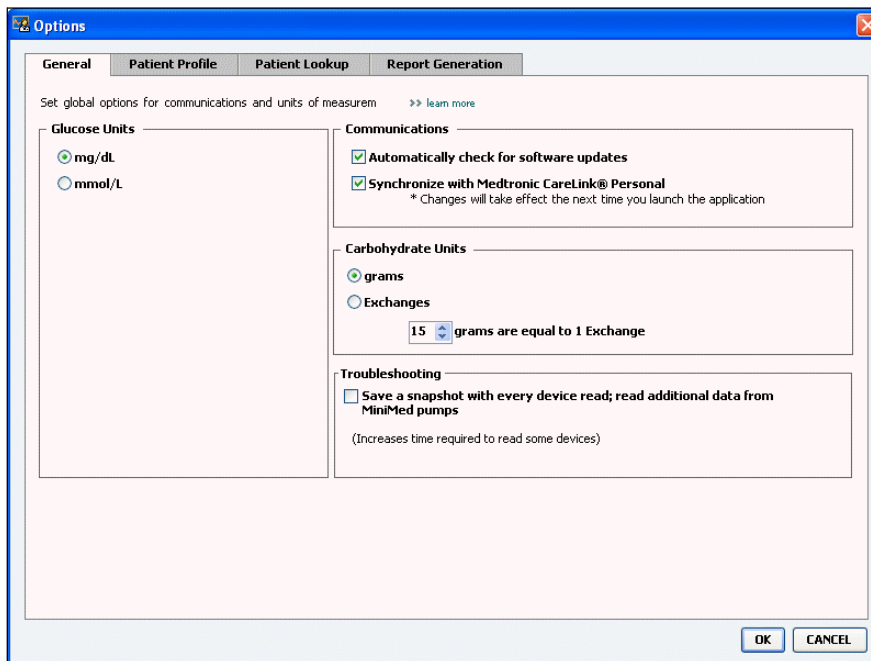 Options
General
Patient Profile
Patient Lookup
Report Generation
Set global options for communications and units of measurem
>> learn more
Glucose Units
mg/dL
mmol/L
Communications
Automatically check for software updates
Synchronize with Medtronic CareLink® Personal
* Changes will take effect the next time you launch the application
Carbohydrate Units
grams
Exchanges
15 grams are equal to 1 Exchange
Troubleshooting
Save a snapshot with every device read; read additional data from
MiniMed pumps
(Increases time required to read some devices)
OK
CANCEL